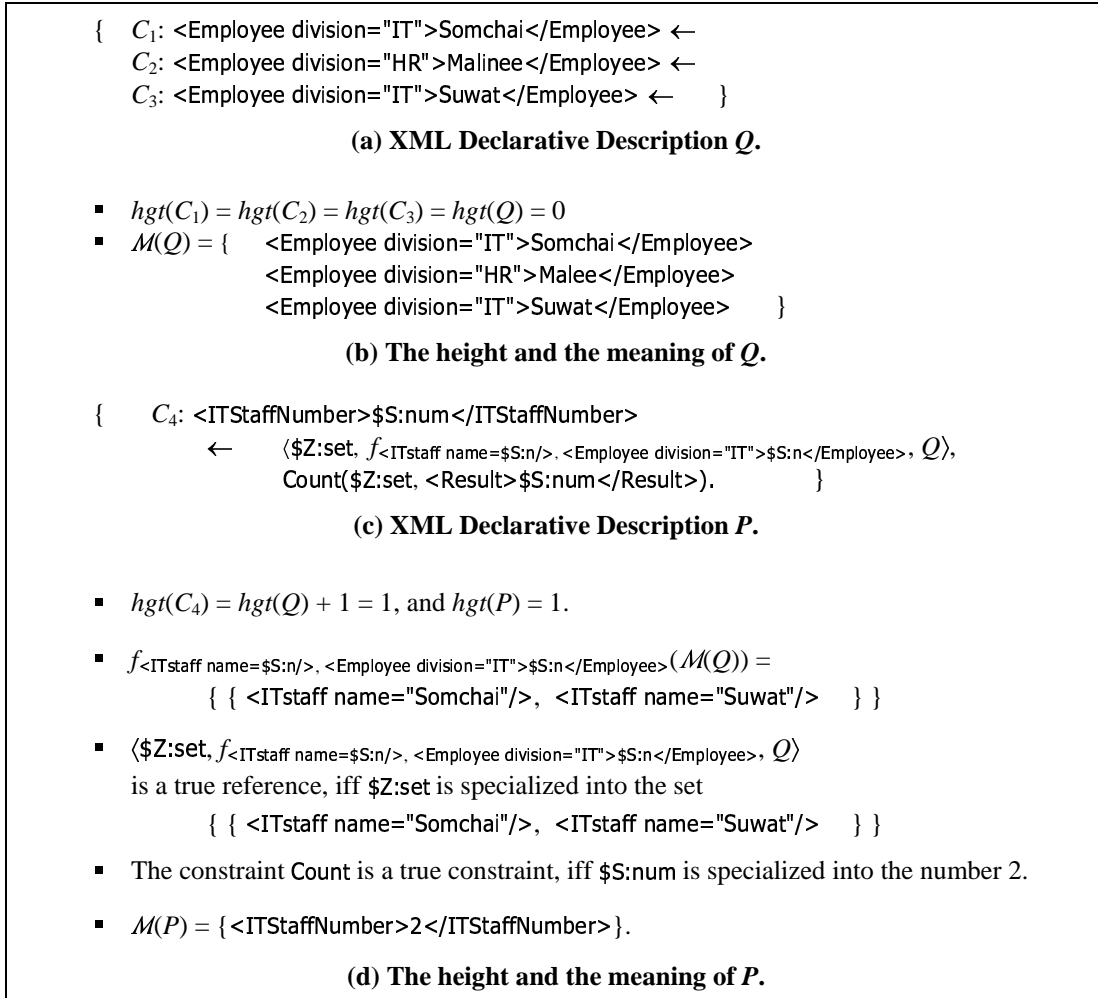 { C1: <Employee division="IT">Somchai</Employee> ←
C2: <Employee division="HR">Malinee</Employee> ←
C3: <Employee division="IT">Suwat</Employee> ← }
(a) XML Declarative Description Q.
▪ hgt(C1) = hgt(C2) = hgt(C3) = hgt(Q) = 0
▪ M(Q) = { <Employee division="IT">Somchai</Employee>
<Employee division="HR">Malee</Employee>
<Employee division="IT">Suwat</Employee> }
(b) The height and the meaning of Q.
{ C4: <ITStaffNumber>$S:num</ITStaffNumber>
← ⟨$Z:set, f<ITstaff name=$S:n/>, <Employee division="IT">$S:n</Employee>, Q⟩,
Count($Z:set, <Result>$S:num</Result>). }
(c) XML Declarative Description P.
▪ hgt(C4) = hgt(Q) + 1 = 1, and hgt(P) = 1.
▪ f<ITstaff name=$S:n/>, <Employee division="IT">$S:n</Employee>(M(Q)) =
{ { <ITstaff name="Somchai"/>, <ITstaff name="Suwat"/> } }
▪ ⟨$Z:set, f<ITstaff name=$S:n/>, <Employee division="IT">$S:n</Employee>, Q⟩
is a true reference, iff $Z:set is specialized into the set
{ { <ITstaff name="Somchai"/>, <ITstaff name="Suwat"/> } }
▪ The constraint Count is a true constraint, iff $S:num is specialized into the number 2.
▪ M(P) = {<ITStaffNumber>2</ITStaffNumber>}.
(d) The height and the meaning of P.